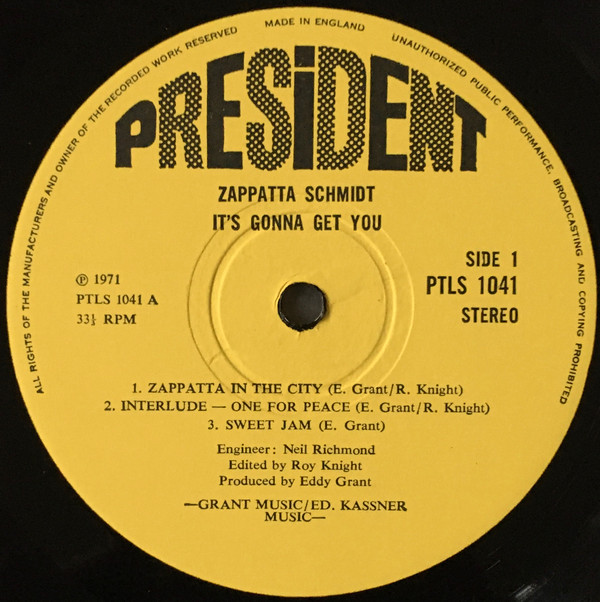 ALL RIGHTS OF THE MANUFACTURERS AND OWNER OF THE RECORDED WORK RESERVED
MADE IN ENGLAND
UNAUTHORIZED PUBLIC PERFORMANCE, BROADCASTING AND COPYING PROHIBITED
PRESiDENT
ZAPPATTA SCHMIDT
IT'S GONNA GET YOU
℗ 1971
PTLS 1041 A
33⅓ RPM
SIDE 1
PTLS 1041
STEREO
1. ZAPPATTA IN THE CITY (E. Grant/R. Knight)
2. INTERLUDE — ONE FOR PEACE (E. Grant/R. Knight)
3. SWEET JAM (E. Grant)
Engineer: Neil Richmond
Edited by Roy Knight
Produced by Eddy Grant
—GRANT MUSIC/ED. KASSNER
MUSIC—